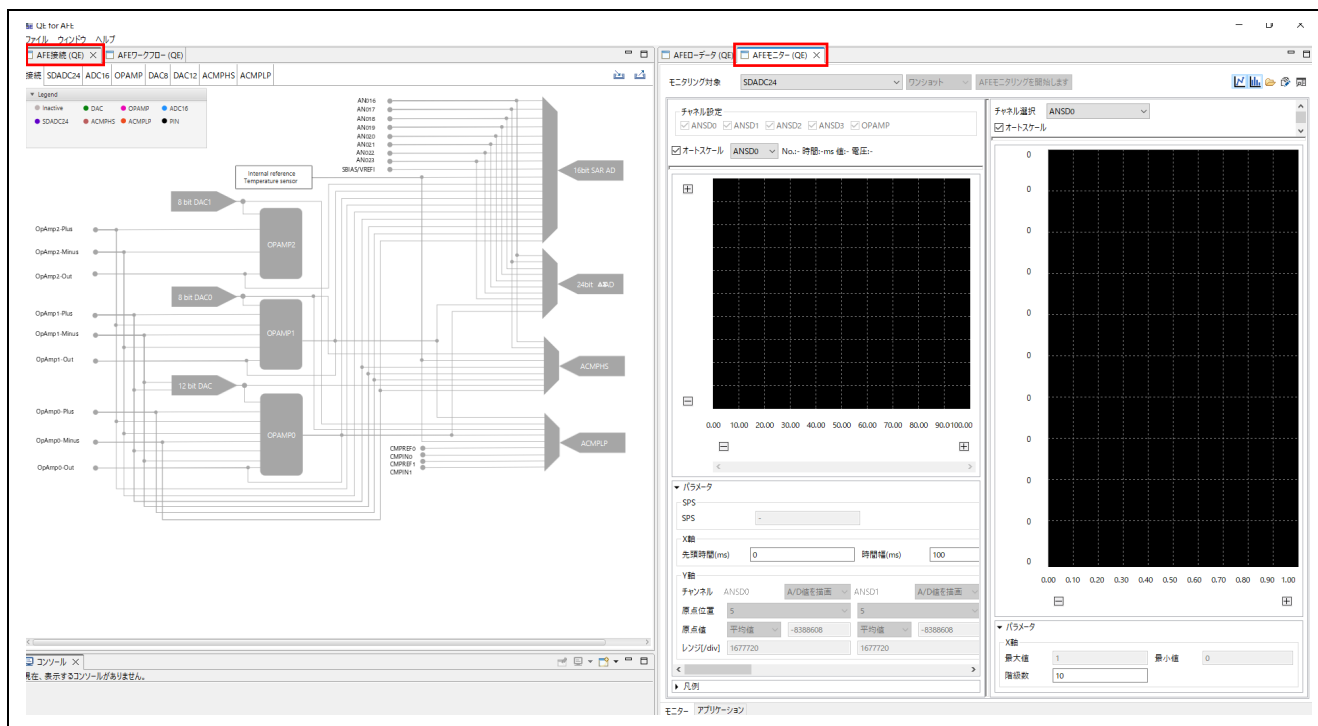 QE for AFE
ファイル ウィンドウ ヘルプ
AFE接続 (QE) AFEワークフロー (QE)
接続 SDADC24 ADC16 OPAMP DAC8 DAC12 ACMPHS ACMPLP
Legend
Inactive DAC OPAMP ADC16
SDADC24 ACMPHS ACMPLP PIN
AN016
AN017
AN018
AN019
AN020
AN021
AN022
AN023
SBIAS/VREFI
16bit SAR AD
Internal reference
Temperature sensor
8 bit DAC1
OpAmp2-Plus
OPAMP2
OpAmp2-Minus
OpAmp2-Out
24bit
8 bit DAC0
OpAmp1-Plus
OpAmp1-Minus
OPAMP1
OpAmp1-Out
ACMPHS
12 bit DAC
OpAmp0-Plus
OPAMP0
OpAmp0-Minus
ACMPLP
CMPREF0
CMPIN0
CMPREF1
CMPIN1
OpAmp0-Out
コンソール
現在、表示するコンソールがありません。
AFEローデータ (QE) AFEモニター (QE)
モニタリング対象 SDADC24 ワンショット AFEモニタリングを開始します
チャネル設定
ANSD0 ANSD1 ANSD2 ANSD3 OPAMP
オートスケール ANSD0 No.:- 時間:-ms 値:- 電圧:-
0.00 10.00 20.00 30.00 40.00 50.00 60.00 70.00 80.00 90.0100.00
パラメータ
SPS
SPS -
X軸
先頭時間(ms) 0 時間幅(ms) 100
Y軸
チャンネル ANSD0 A/D値を描画 ANSD1 A/D値を描画
原点位置 5 5
原点値 平均値 -8388608 平均値 -8388608
レンジ[/div] 1677720 1677720
凡例
モニター アプリケーション
チャネル選択 ANSD0
オートスケール
0
0
0
0
0
0
0
0
0
0
0
0.00 0.10 0.20 0.30 0.40 0.50 0.60 0.70 0.80 0.90 1.00
パラメータ
X軸
最大値 1 最小値 0
階級数 10